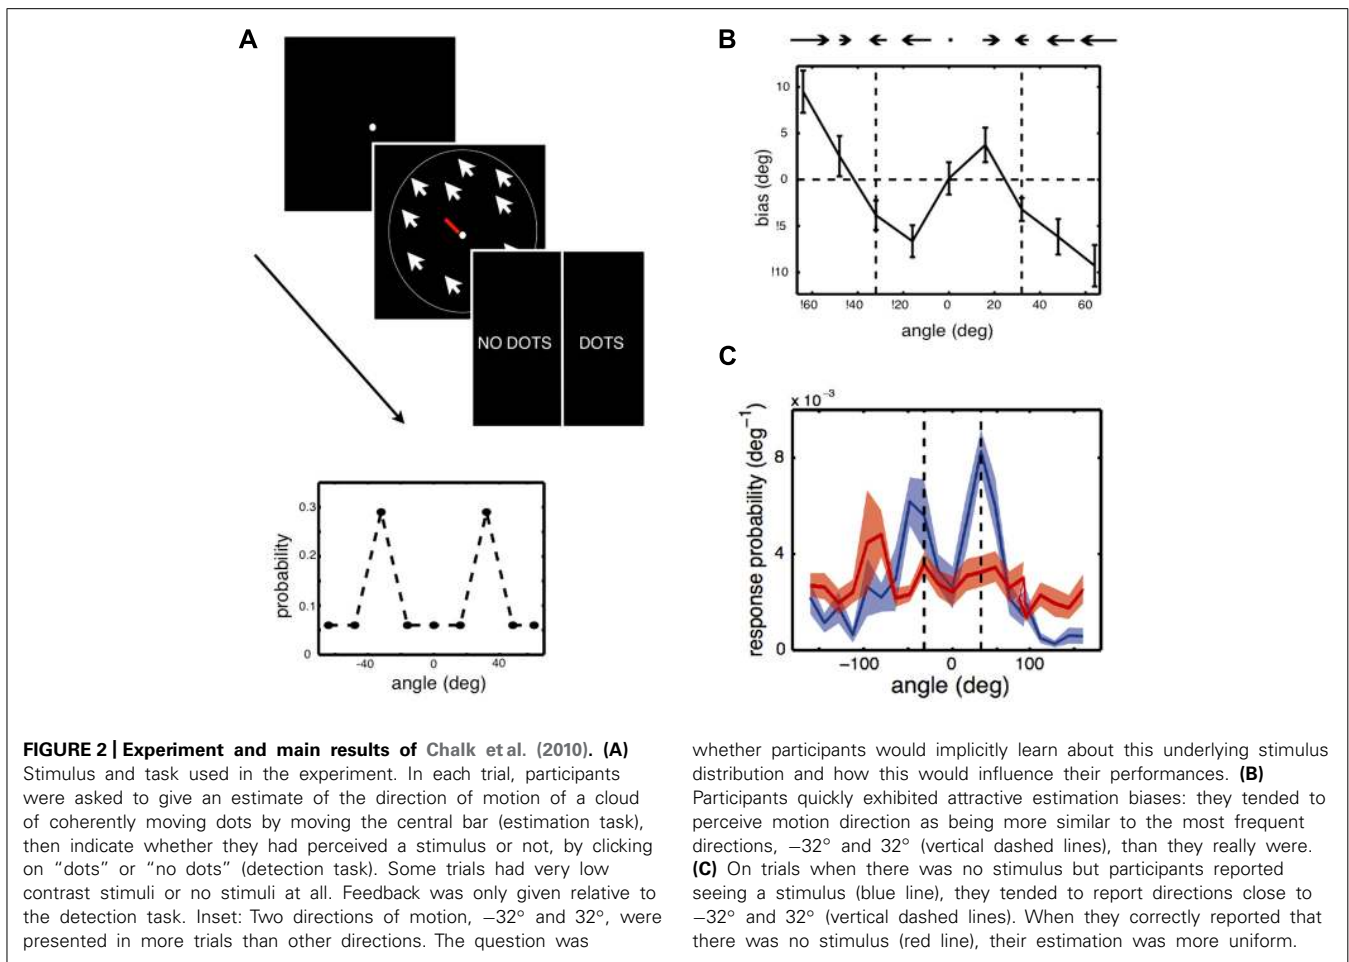 A
NO DOTS
DOTS
probability
0.3
0.2
0.1
0
-40
0
40
angle (deg)
B
bias (deg)
10
5
0
!5
!10
!60
!40
!20
0
20
40
60
angle (deg)
C
x 10⁻³
response probability (deg⁻¹)
8
4
0
−100
0
100
angle (deg)
FIGURE 2 | Experiment and main results of Chalk et al. (2010). (A)
Stimulus and task used in the experiment. In each trial, participants
were asked to give an estimate of the direction of motion of a cloud
of coherently moving dots by moving the central bar (estimation task),
then indicate whether they had perceived a stimulus or not, by clicking
on “dots” or “no dots” (detection task). Some trials had very low
contrast stimuli or no stimuli at all. Feedback was only given relative to
the detection task. Inset: Two directions of motion, −32° and 32°, were
presented in more trials than other directions. The question was
whether participants would implicitly learn about this underlying stimulus
distribution and how this would influence their performances. (B)
Participants quickly exhibited attractive estimation biases: they tended to
perceive motion direction as being more similar to the most frequent
directions, −32° and 32° (vertical dashed lines), than they really were.
(C) On trials when there was no stimulus but participants reported
seeing a stimulus (blue line), they tended to report directions close to
−32° and 32° (vertical dashed lines). When they correctly reported that
there was no stimulus (red line), their estimation was more uniform.